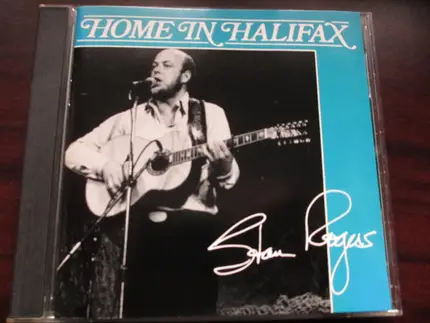 HOME IN HALIFAX
Stan Rogers